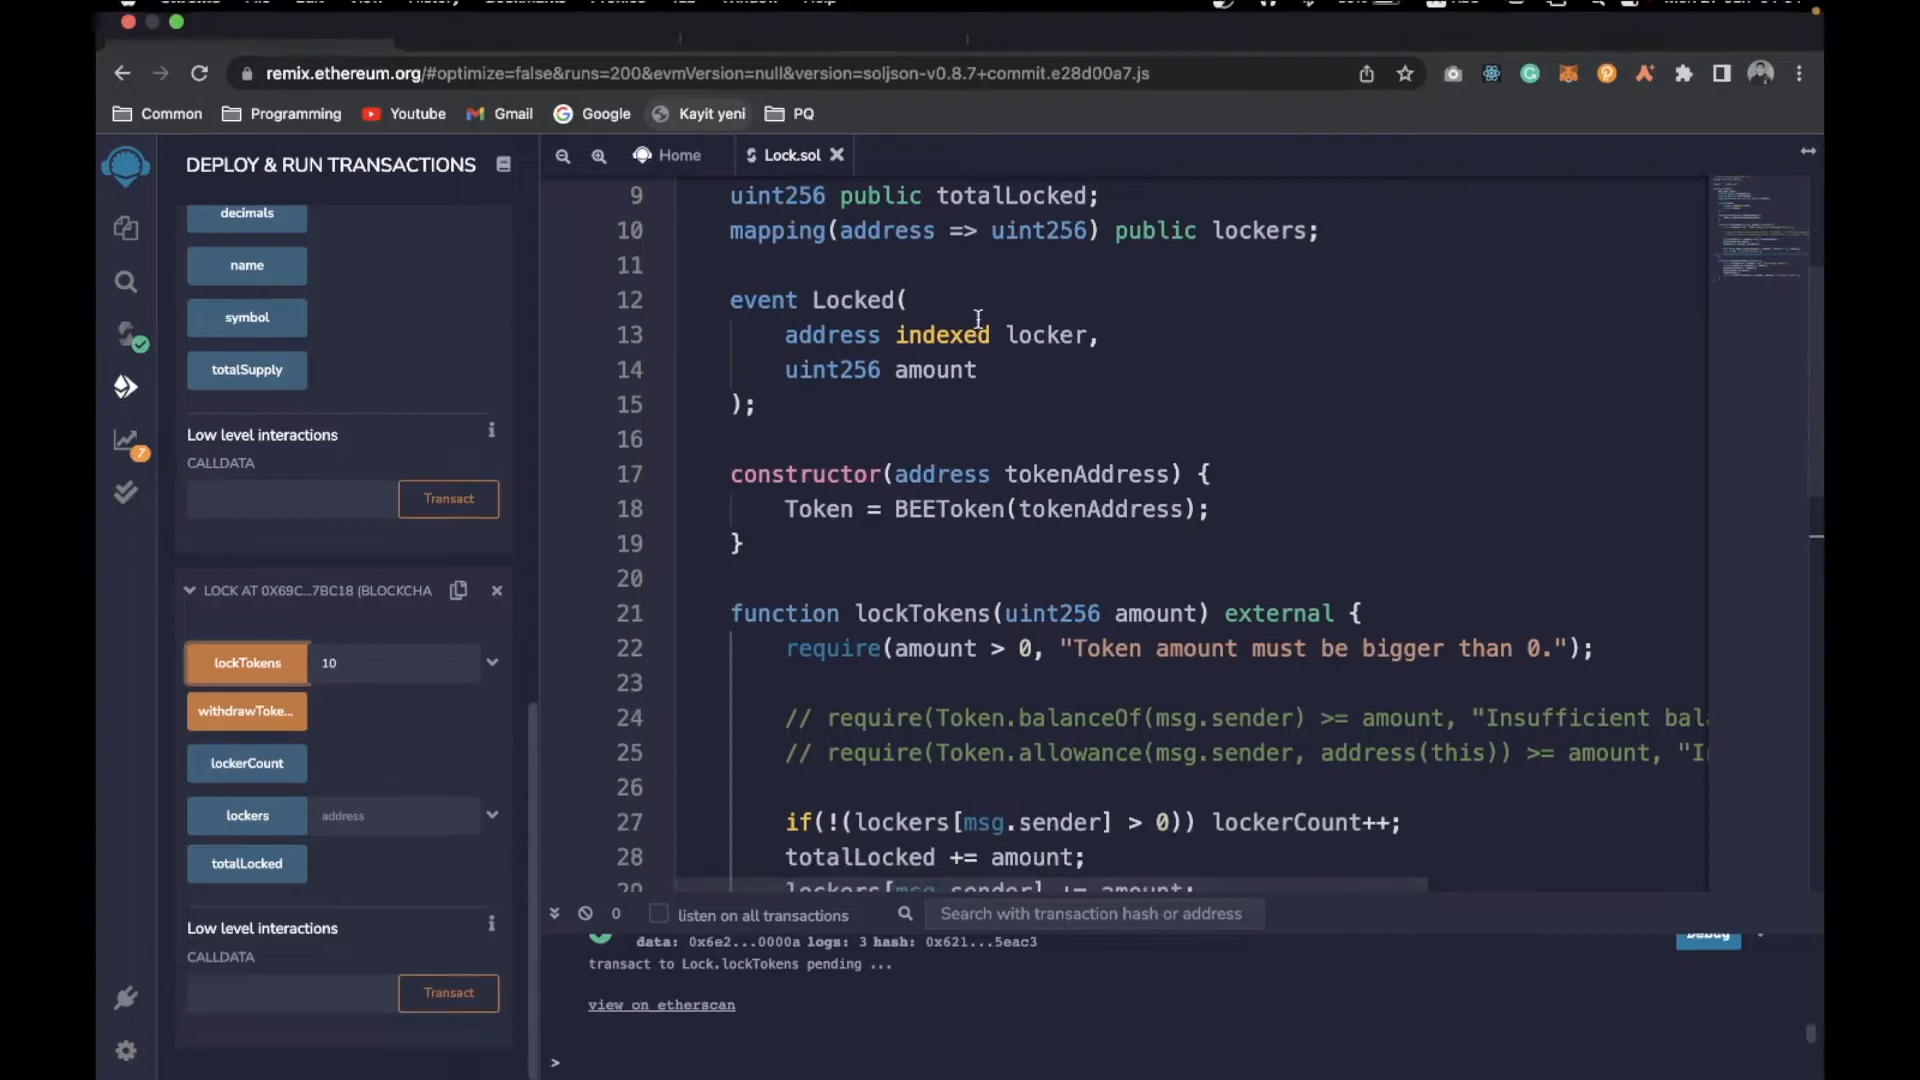 remix.ethereum.org/#optimize=false&runs=200&evmVersion=null&version=soljson-v0.8.7+commit.e28d00a7.js
Common Programming Youtube Gmail Google Kayit yeni PQ
DEPLOY & RUN TRANSACTIONS
decimals
name
symbol
totalSupply
Low level interactions
CALLDATA
Transact
LOCK AT 0X69C...7BC18 (BLOCKCHA
lockTokens 10
withdrawToke...
lockerCount
lockers address
totalLocked
Low level interactions
CALLDATA
Transact
7
Home Lock.sol
9 uint256 public totalLocked;
10 mapping(address => uint256) public lockers;
11
12 event Locked(
13 address indexed locker,
14 uint256 amount
15 );
16
17 constructor(address tokenAddress) {
18 Token = BEEToken(tokenAddress);
19 }
20
21 function lockTokens(uint256 amount) external {
22 require(amount > 0, "Token amount must be bigger than 0.");
23
24 // require(Token.balanceOf(msg.sender) >= amount, "Insufficient bal
25 // require(Token.allowance(msg.sender, address(this)) >= amount, "I
26
27 if(!(lockers[msg.sender] > 0)) lockerCount++;
28 totalLocked += amount;
29 lockers[msg.sender] += amount;
0 listen on all transactions Search with transaction hash or address
data: 0x6e2...0000a logs: 3 hash: 0x621...5eac3
Debug
transact to Lock.lockTokens pending ...
view on etherscan
>